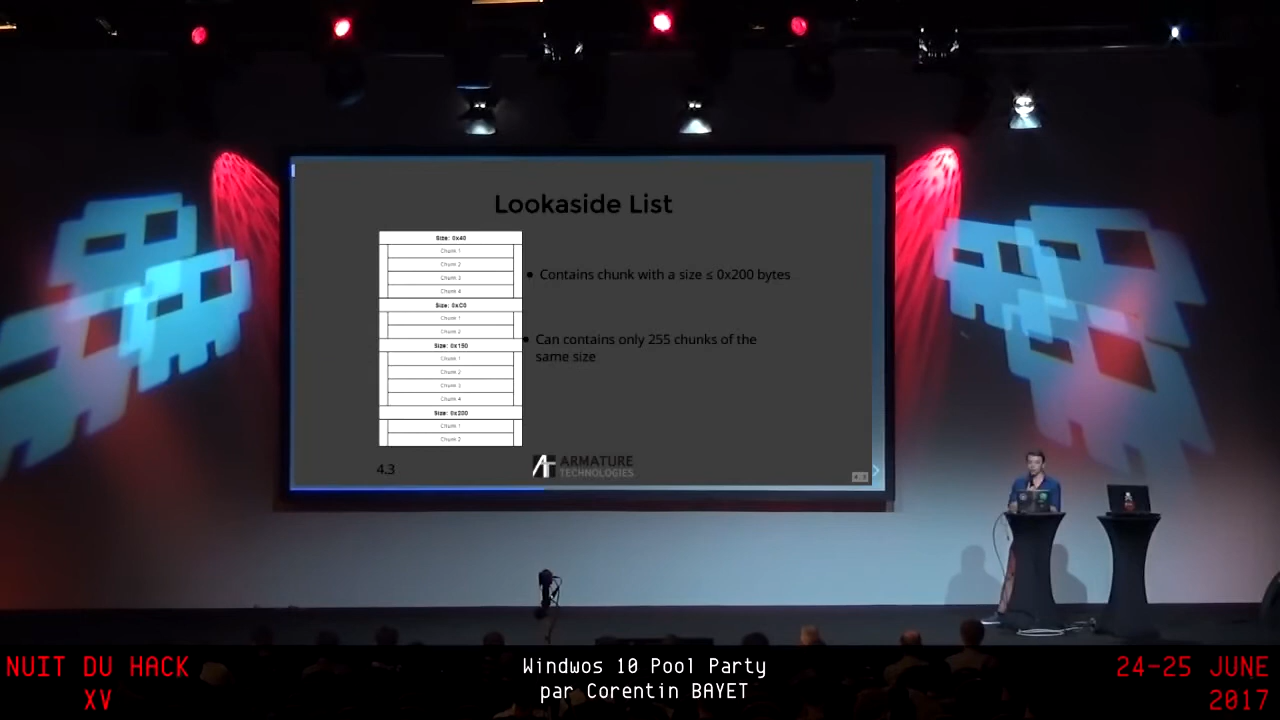 Lookaside List
Size: 0x40
Chunk 1
Chunk 2
Chunk 3
Chunk 4
Size: 0xC0
Chunk 1
Chunk 2
Size: 0x150
Chunk 1
Chunk 2
Chunk 3
Chunk 4
Size: 0x200
Chunk 1
Chunk 2
• Contains chunk with a size ≤ 0x200 bytes
• Can contains only 255 chunks of the
same size
4.3
ARMATURE
TECHNOLOGIES
4.3
NUIT DU HACK
XV
Windwos 10 Pool Party
par Corentin BAYET
24-25 JUNE
2017